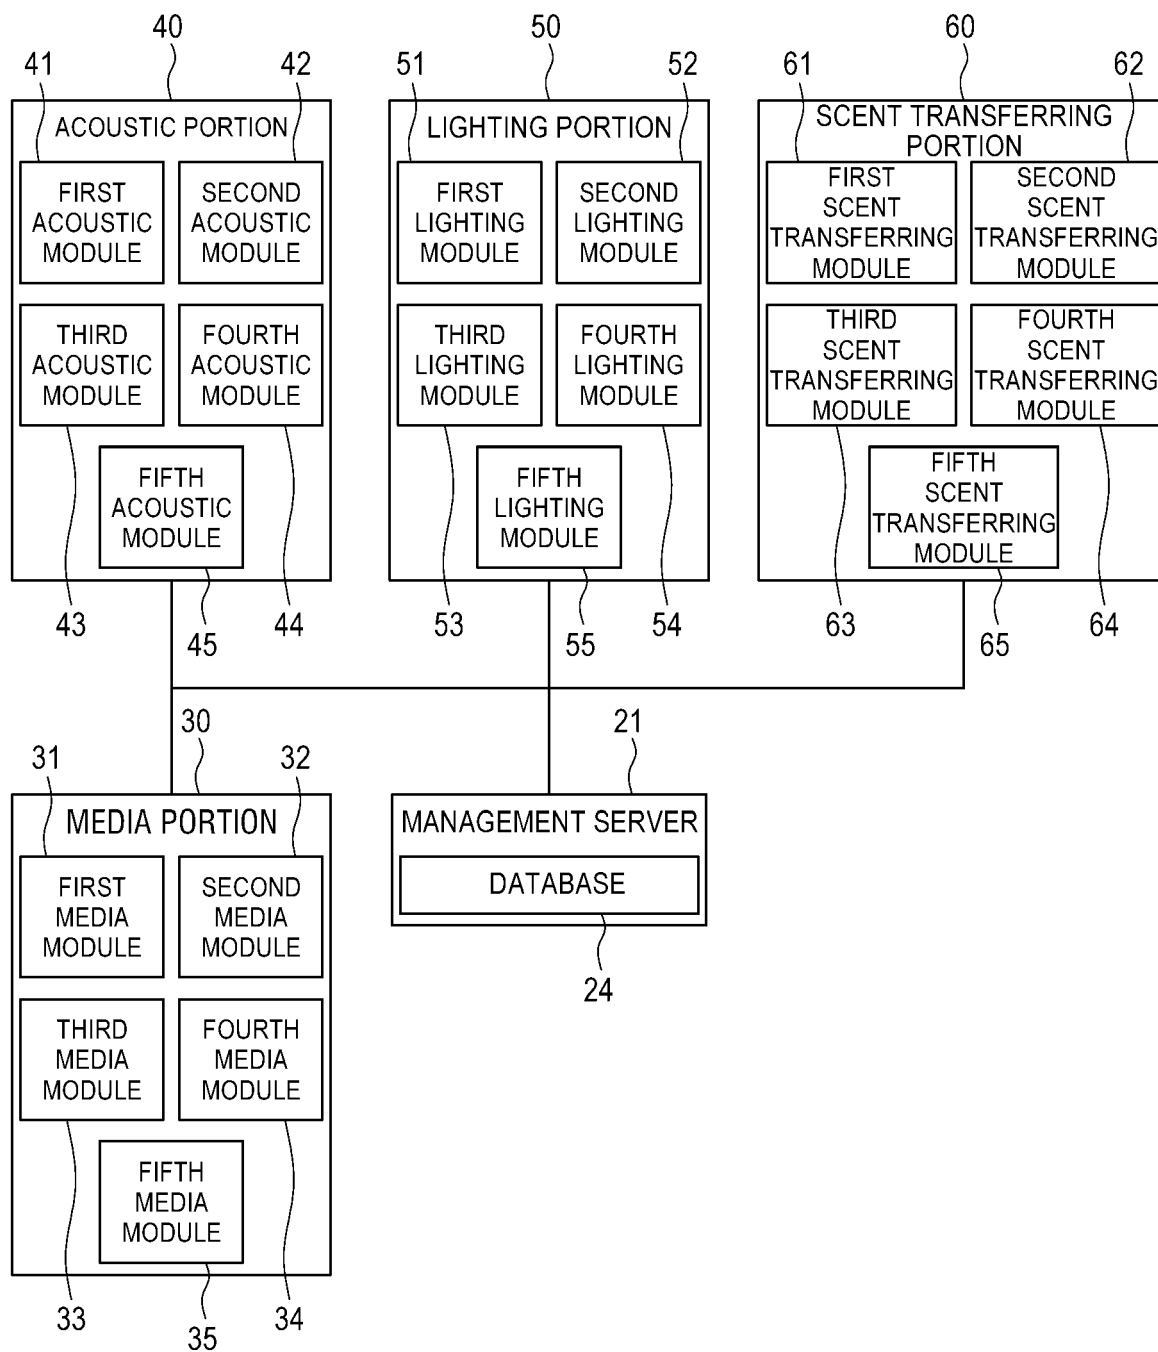 40
50
60
41
42
51
52
61
62
ACOUSTIC PORTION
FIRST
ACOUSTIC
MODULE
SECOND
ACOUSTIC
MODULE
THIRD
ACOUSTIC
MODULE
FOURTH
ACOUSTIC
MODULE
FIFTH
ACOUSTIC
MODULE
LIGHTING PORTION
FIRST
LIGHTING
MODULE
SECOND
LIGHTING
MODULE
THIRD
LIGHTING
MODULE
FOURTH
LIGHTING
MODULE
FIFTH
LIGHTING
MODULE
SCENT TRANSFERRING
PORTION
FIRST
SCENT
TRANSFERRING
MODULE
SECOND
SCENT
TRANSFERRING
MODULE
THIRD
SCENT
TRANSFERRING
MODULE
FOURTH
SCENT
TRANSFERRING
MODULE
FIFTH
SCENT
TRANSFERRING
MODULE
43
45
44
53
55
54
63
65
64
30
21
31
32
MEDIA PORTION
FIRST
MEDIA
MODULE
SECOND
MEDIA
MODULE
THIRD
MEDIA
MODULE
FOURTH
MEDIA
MODULE
FIFTH
MEDIA
MODULE
MANAGEMENT SERVER
DATABASE
24
33
35
34